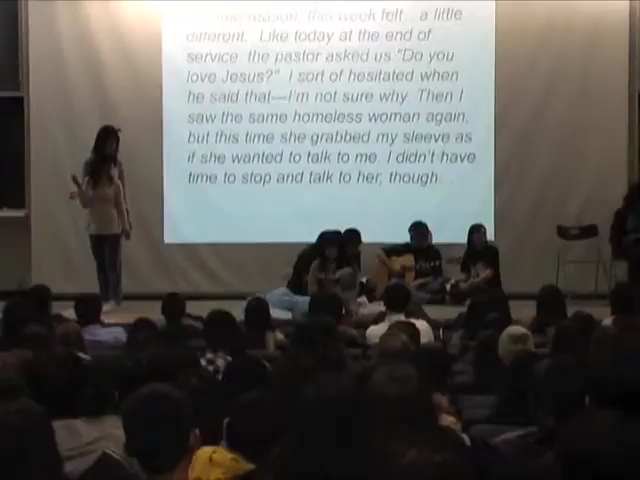 reason, this week felt... a little
different. Like today at the end of
service, the pastor asked us "Do you
love Jesus?" I sort of hesitated when
he said that—I'm not sure why. Then I
saw the same homeless woman again,
but this time she grabbed my sleeve as
if she wanted to talk to me. I didn't have
time to stop and talk to her, though.